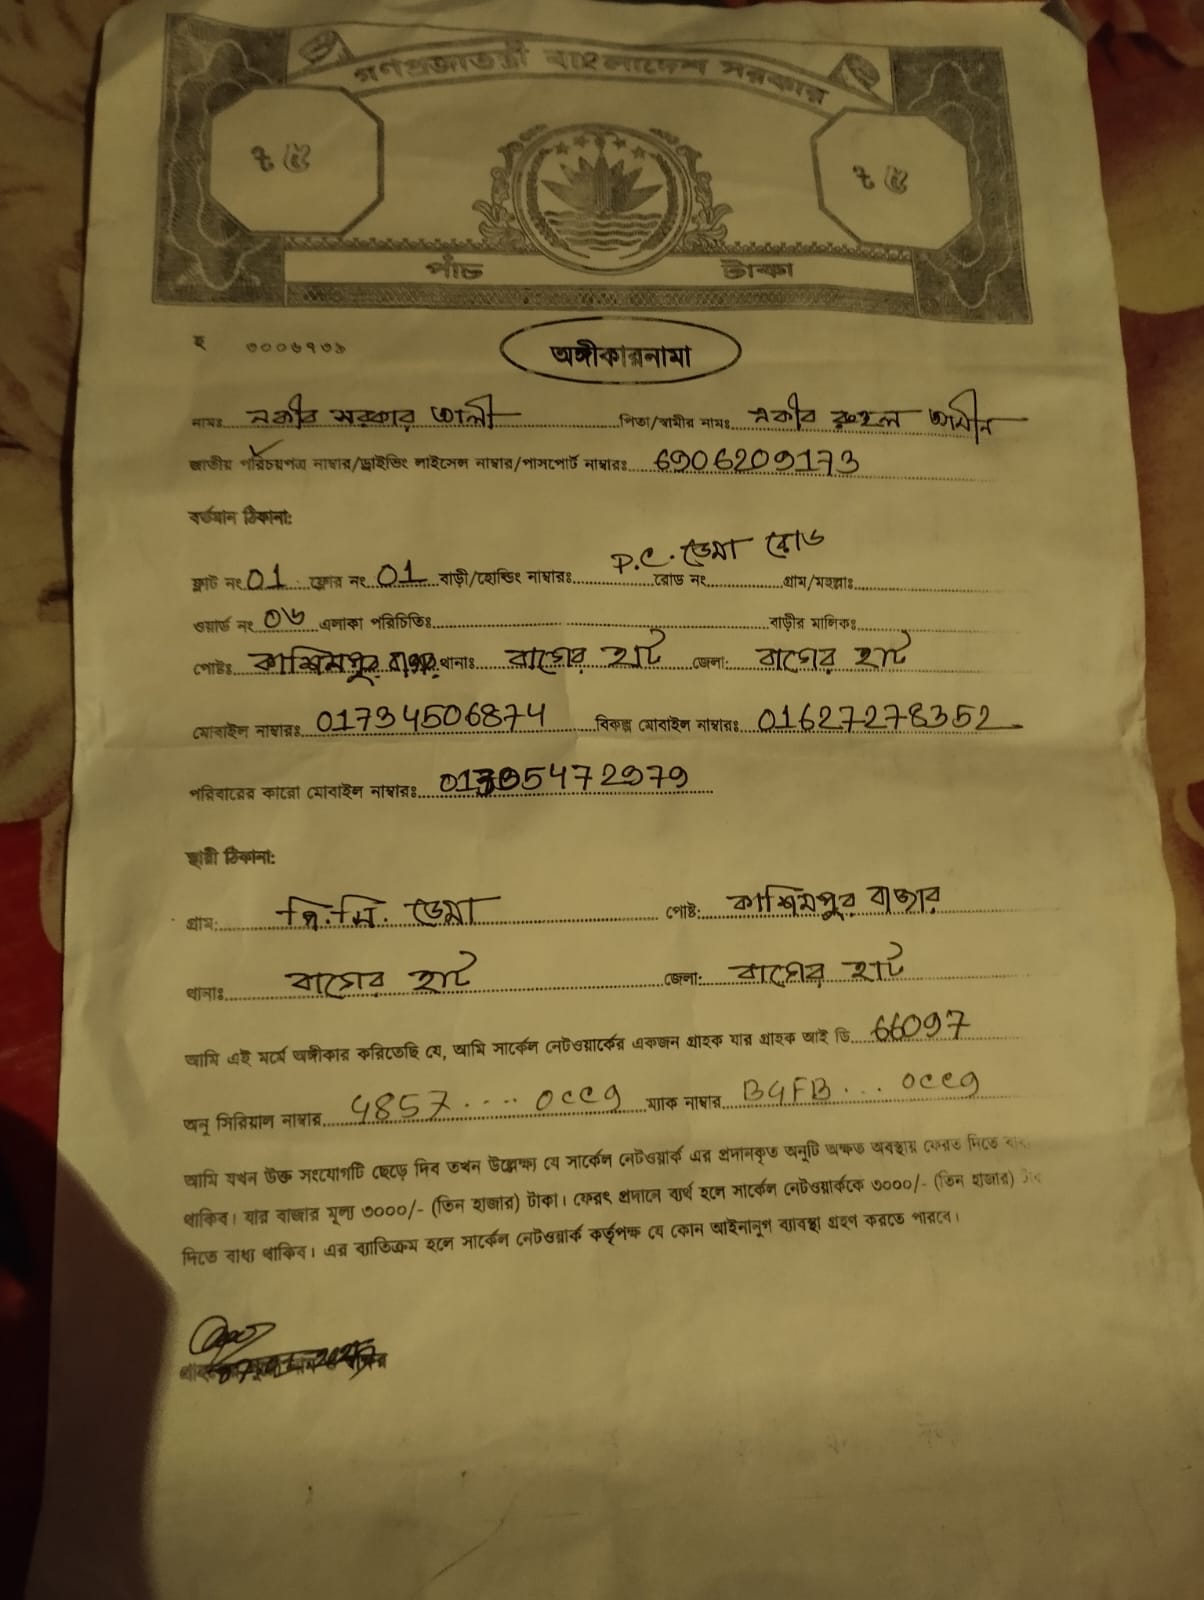 গণপ্রজাতন্ত্রী বাংলাদেশ সরকার
৳ ৫ ৳ ৫
পাঁচ টাকা
অঙ্গীকারনামা
নামঃ নকীব সরকার আলী পিতা/স্বামীর নামঃ নকীব রুহুল আমীন
জাতীয় পরিচয়পত্র নাম্বার/ড্রাইভিং লাইসেন্স নাম্বার/পাসপোর্ট নাম্বারঃ 6906209173
বর্তমান ঠিকানা:
P.C. ডেমা রোড
ফ্লাট নং 01 ফ্লোর নং 01 বাড়ী/হোল্ডিং নাম্বারঃ রোড নং গ্রাম/মহল্লাঃ
ওয়ার্ড নং ০৬ এলাকা পরিচিতিঃ বাড়ীর মালিকঃ
পোষ্টঃ কাশিমপুর বাজার থানাঃ বাগের হাট জেলা: বাগের হাট
মোবাইল নাম্বারঃ 01734506874 বিকল্প মোবাইল নাম্বারঃ 01627278352
পরিবারের কারো মোবাইল নাম্বারঃ
স্থায়ী ঠিকানা:
গ্রাম: পি.সি. ডেমা পোষ্ট: কাশিমপুর বাজার
থানাঃ বাগের হাট জেলা: বাগের হাট
আমি এই মর্মে অঙ্গীকার করিতেছি যে, আমি সার্কেল নেটওয়ার্কের একজন গ্রাহক যার গ্রাহক আই ডি 66097
অনু সিরিয়াল নাম্বার 4857.... 0CC9 ম্যাক নাম্বার B4FB... 0CC9
আমি যখন উক্ত সংযোগটি ছেড়ে দিব তখন উল্লেক্ষা যে সার্কেল নেটওয়ার্ক এর প্রদানকৃত অনুটি অক্ষত অবস্থায় ফেরত দিতে
থাকিব। যার বাজার মূল্য ৩০০০/- (তিন হাজার) টাকা। ফেরৎ প্রদানে ব্যর্থ হলে সার্কেল নেটওয়ার্ককে ৩০০০/- (তিন হাজার)
দিতে বাধ্য থাকিব। এর ব্যাতিক্রম হলে সার্কেল নেটওয়ার্ক কর্তৃপক্ষ যে কোন আইনানুগ ব্যাবস্থা গ্রহণ করতে পারবে।